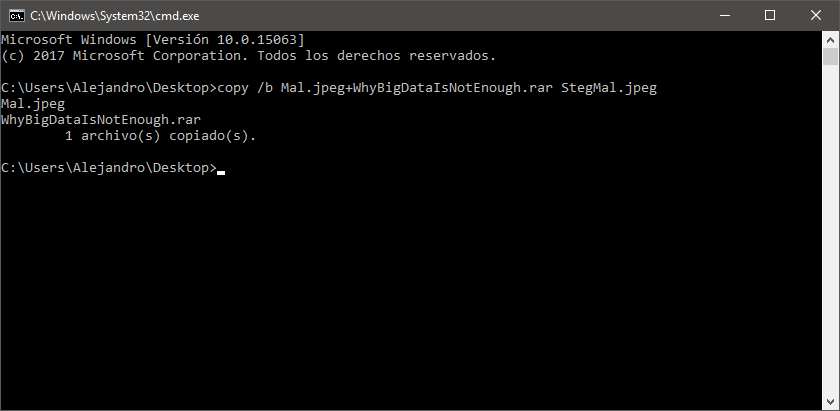 C:\Windows\System32\cmd.exe
Microsoft Windows [Versión 10.0.15063]
(c) 2017 Microsoft Corporation. Todos los derechos reservados.
C:\Users\Alejandro\Desktop>copy /b Mal.jpeg+WhyBigDataIsNotEnough.rar StegMal.jpeg
Mal.jpeg
WhyBigDataIsNotEnough.rar
        1 archivo(s) copiado(s).
C:\Users\Alejandro\Desktop>